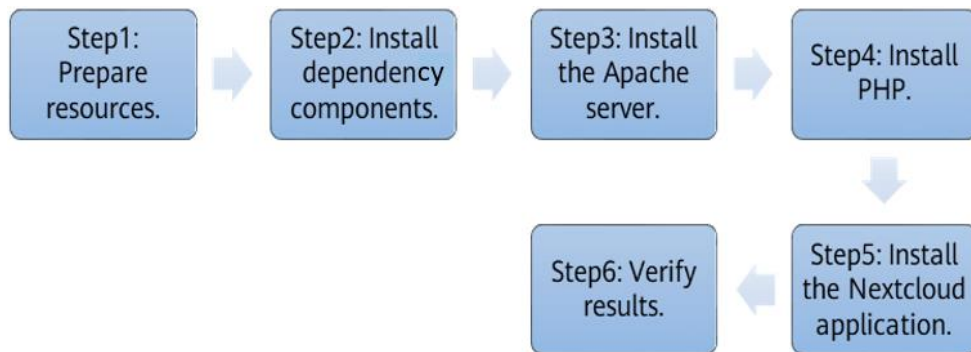 Step1:
Prepare
resources.
Step2: Install
dependency
components.
Step3: Install
the Apache
server.
Step4: Install
PHP.
Step5: Install
the Nextcloud
application.
Step6: Verify
results.